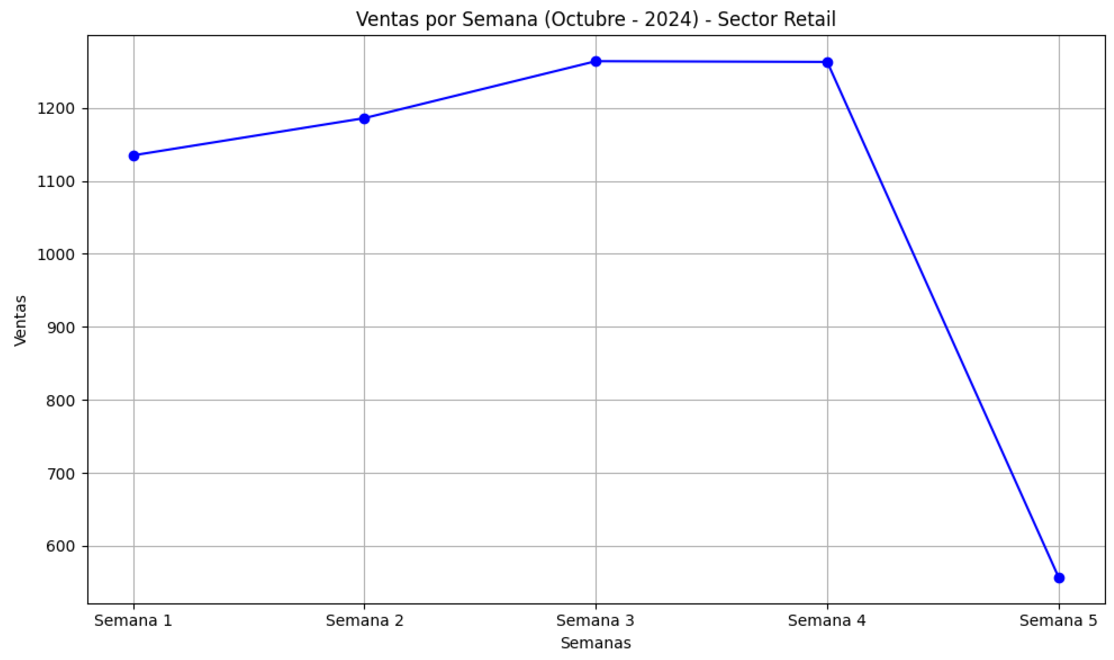 Ventas por Semana (Octubre - 2024) - Sector Retail
Ventas
1200
1100
1000
900
800
700
600
Semana 1
Semana 2
Semana 3
Semana 4
Semana 5
Semanas